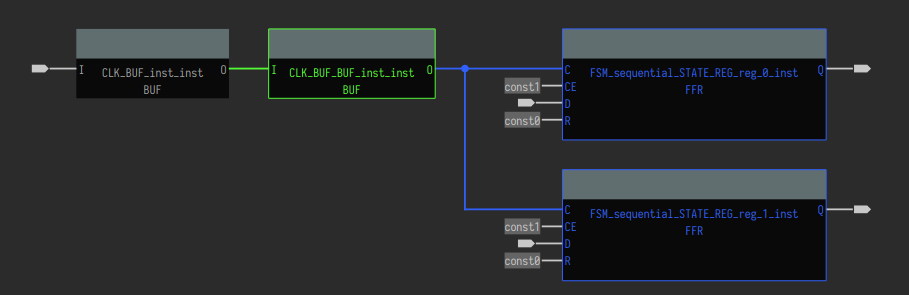 I CLK_BUF_inst_inst O
BUF
I CLK_BUF_BUF_inst_inst O
BUF
C FSM_sequential_STATE_REG_reg_0_inst Q
const1 CE FFR
D
const0 R
C FSM_sequential_STATE_REG_reg_1_inst Q
const1 CE FFR
D
const0 R